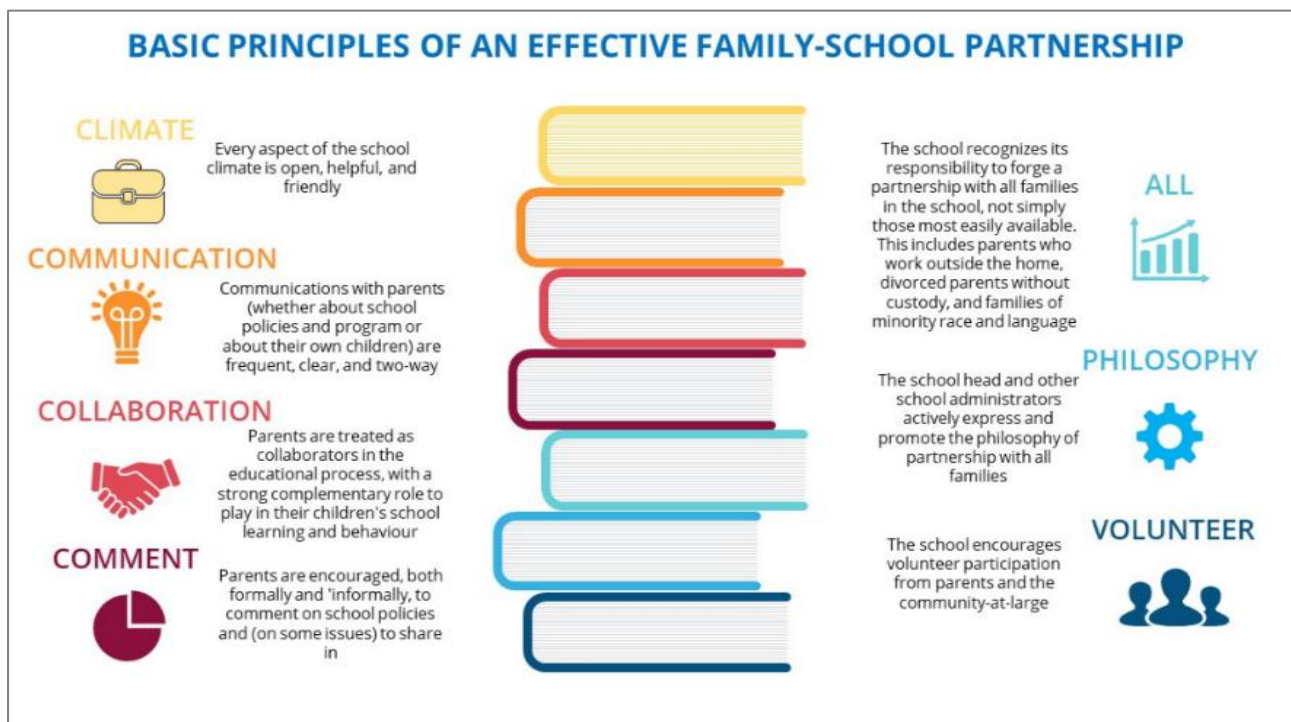 BASIC PRINCIPLES OF AN EFFECTIVE FAMILY-SCHOOL PARTNERSHIP
CLIMATE
Every aspect of the school
climate is open, helpful, and
friendly
COMMUNICATION
Communications with parents
(whether about school
policies and program or
about their own children) are
frequent, clear, and two-way
COLLABORATION
Parents are treated as
collaborators in the
educational process, with a
strong complementary role to
play in their children's school
learning and behaviour
COMMENT
Parents are encouraged, both
formally and 'informally, to
comment on school policies
and (on some issues) to share
in
The school recognizes its
responsibility to forge a
partnership with all families
in the school, not simply
those most easily available.
This includes parents who
work outside the home,
divorced parents without
custody, and families of
minority race and language
ALL
PHILOSOPHY
The school head and other
school administrators
actively express and
promote the philosophy of
partnership with all
families
VOLUNTEER
The school encourages
volunteer participation
from parents and the
community-at-large